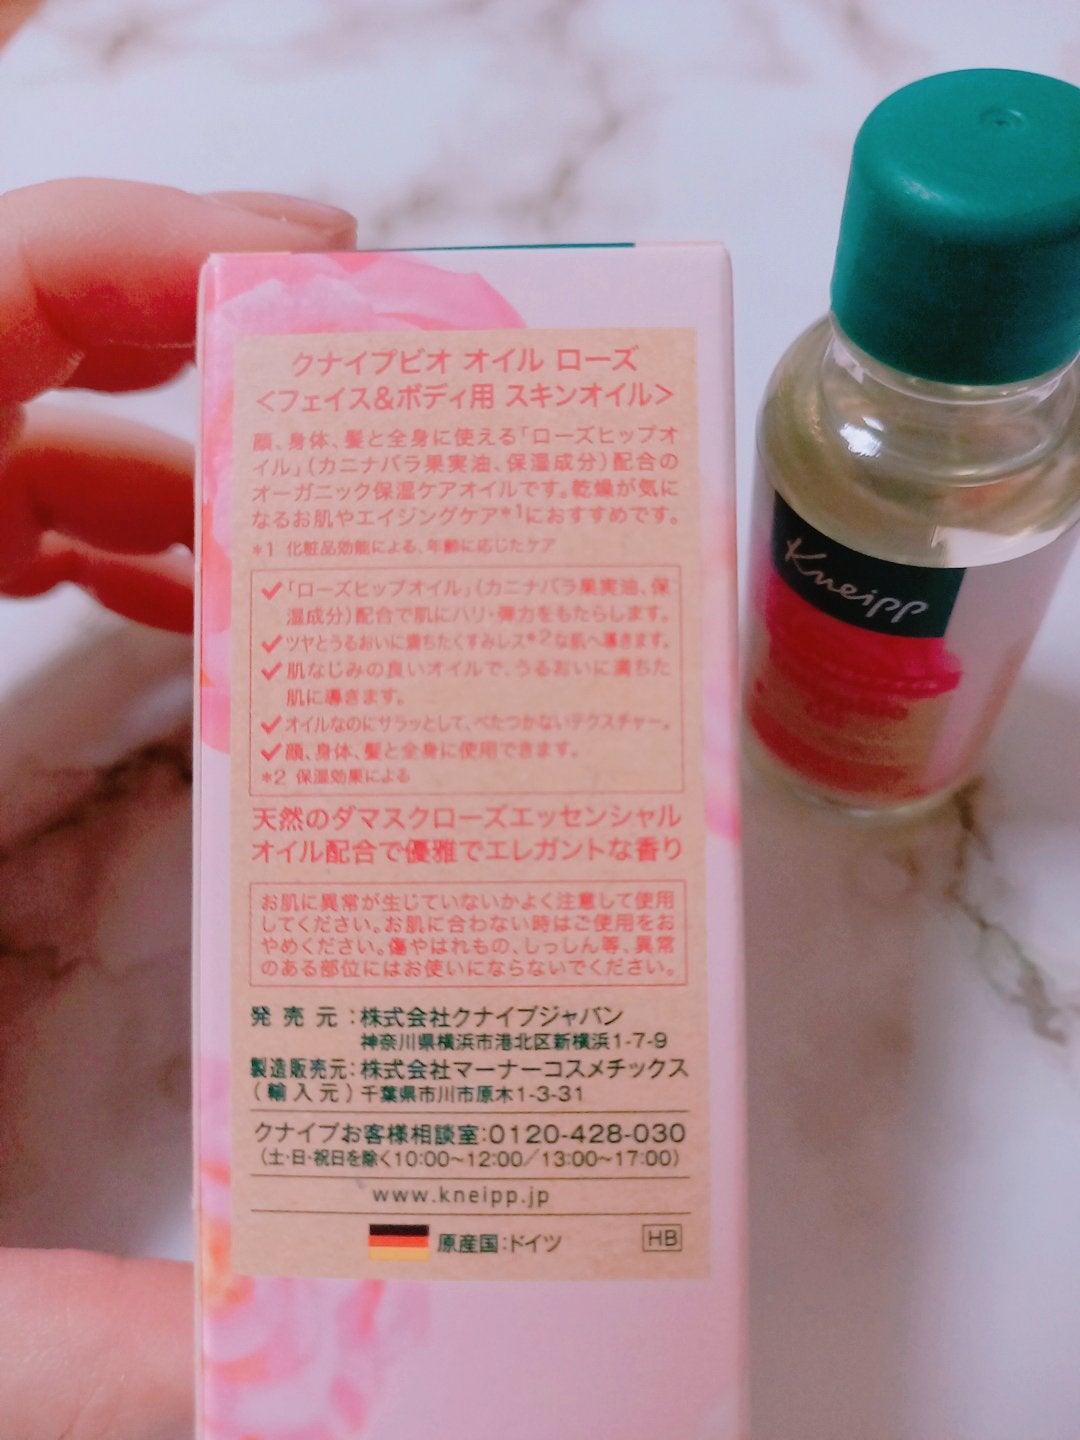 クナイプビオ オイル ローズ
<フェイス&ボディ用 スキンオイル>
顔、身体、髪と全身に使える「ローズヒップオ
イル」(カニナバラ果実油、保湿成分)配合の
オーガニック保湿ケアオイルです。乾燥が気に
なるお肌やエイジングケア*1におすすめです。
*1 化粧品効能による、年齢に応じたケア
✓「ローズヒップオイル」(カニナバラ果実油、保
湿成分)配合で肌にハリ・弾力をもたらします。
✓ツヤとうるおいに満ちたくすみレス*2な肌へ導きます。
✓肌なじみの良いオイルで、うるおいに満ちた
肌に導きます。
✓オイルなのにサラッとして、べたつかないテクスチャー。
✓顔、身体、髪と全身に使用できます。
*2 保湿効果による
天然のダマスクローズエッセンシャル
オイル配合で優雅でエレガントな香り
お肌に異常が生じていないかよく注意して使用
してください。お肌に合わない時はご使用をお
やめください。傷やはれもの、しっしん等、異常
のある部位にはお使いにならないでください。
発売元:株式会社クナイプジャパン
神奈川県横浜市港北区新横浜1-7-9
製造販売元:株式会社マーナーコスメチックス
(輸入元)千葉県市川市原木1-3-31
クナイプお客様相談室:0120-428-030
(土・日・祝日を除く10:00~12:00/13:00~17:00)
www.kneipp.jp
原産国:ドイツ
HB
Kneipp